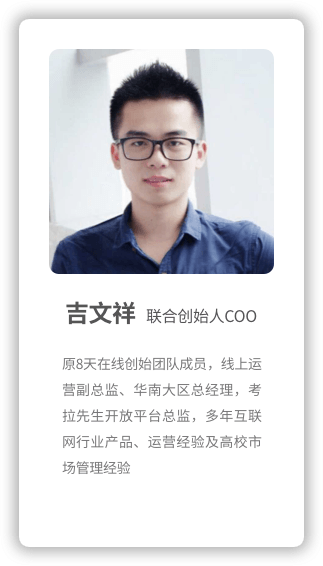 吉文祥 联合创始人COO
原8天在线创始团队成员，线上运
营副总监、华南大区总经理，考
拉先生开放平台总监，多年互联
网行业产品、运营经验及高校市
场管理经验